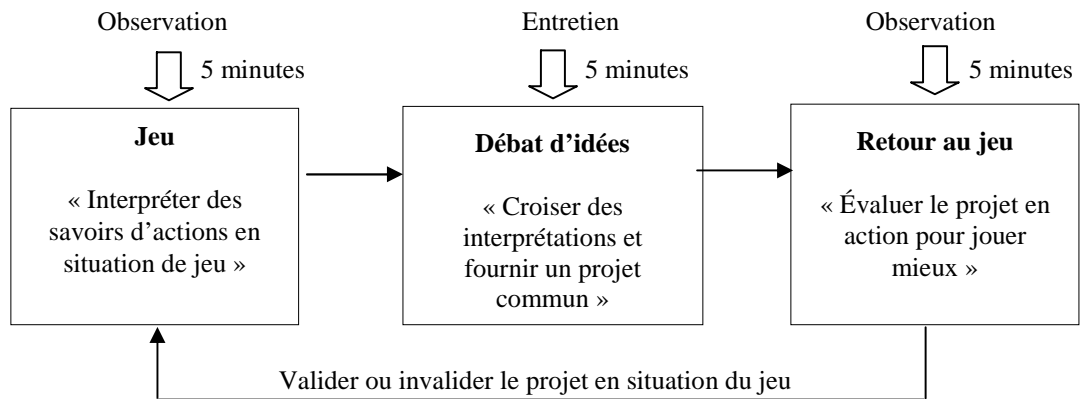 Observation
5 minutes
Jeu
« Interpréter des
savoirs d'actions en
situation de jeu »
Entretien
5 minutes
Débat d'idées
« Croiser des
interprétations et
fournir un projet
commun »
Observation
5 minutes
Retour au jeu
« Évaluer le projet en
action pour jouer
mieux »
Valider ou invalider le projet en situation du jeu